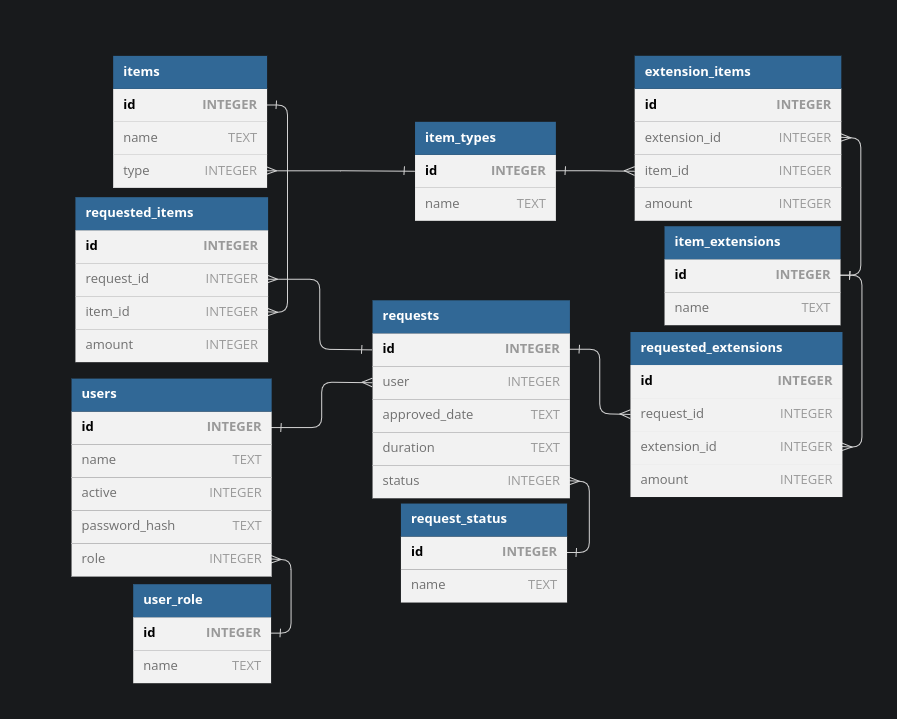 items
id INTEGER
name TEXT
type INTEGER
requested_items
id INTEGER
request_id INTEGER
item_id INTEGER
amount INTEGER
users
id INTEGER
name TEXT
active INTEGER
password_hash TEXT
role INTEGER
user_role
id INTEGER
name TEXT
item_types
id INTEGER
name TEXT
requests
id INTEGER
user INTEGER
approved_date TEXT
duration TEXT
status INTEGER
request_status
id INTEGER
name TEXT
extension_items
id INTEGER
extension_id INTEGER
item_id INTEGER
amount INTEGER
item_extensions
id INTEGER
name TEXT
requested_extensions
id INTEGER
request_id INTEGER
extension_id INTEGER
amount INTEGER